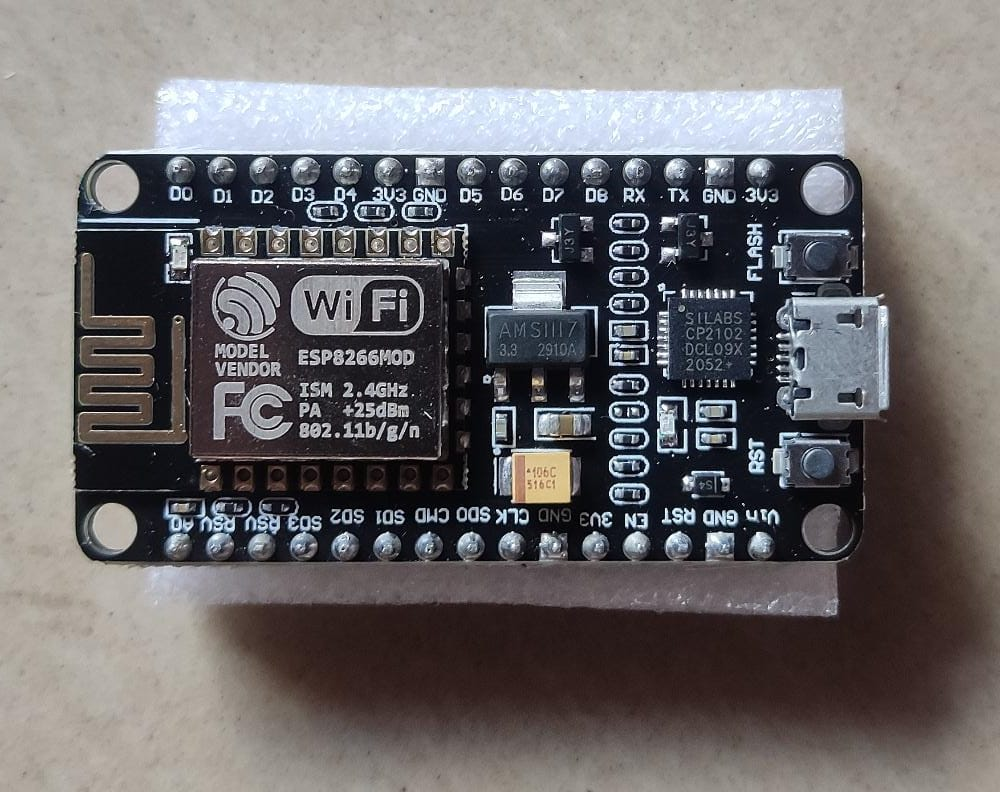 D0 D1 D2 D3 D4 3V3 GND D5 D6 D7 D8 RX TX GND 3V3
J3Y
J3Y
FLASH
WiFi
MODEL
VENDOR
ESP8266MOD
FC
ISM 2.4GHz
PA +25dBm
802.11b/g/n
AMS1117
3.3 2910A
SILABS
CP2102
DCL09X
2052+
106C
516C1
RST
S4
A0 RSV RSV SD3 SD2 SD1 CMD SD0 CLK GND 3V3 EN RST GND Vin